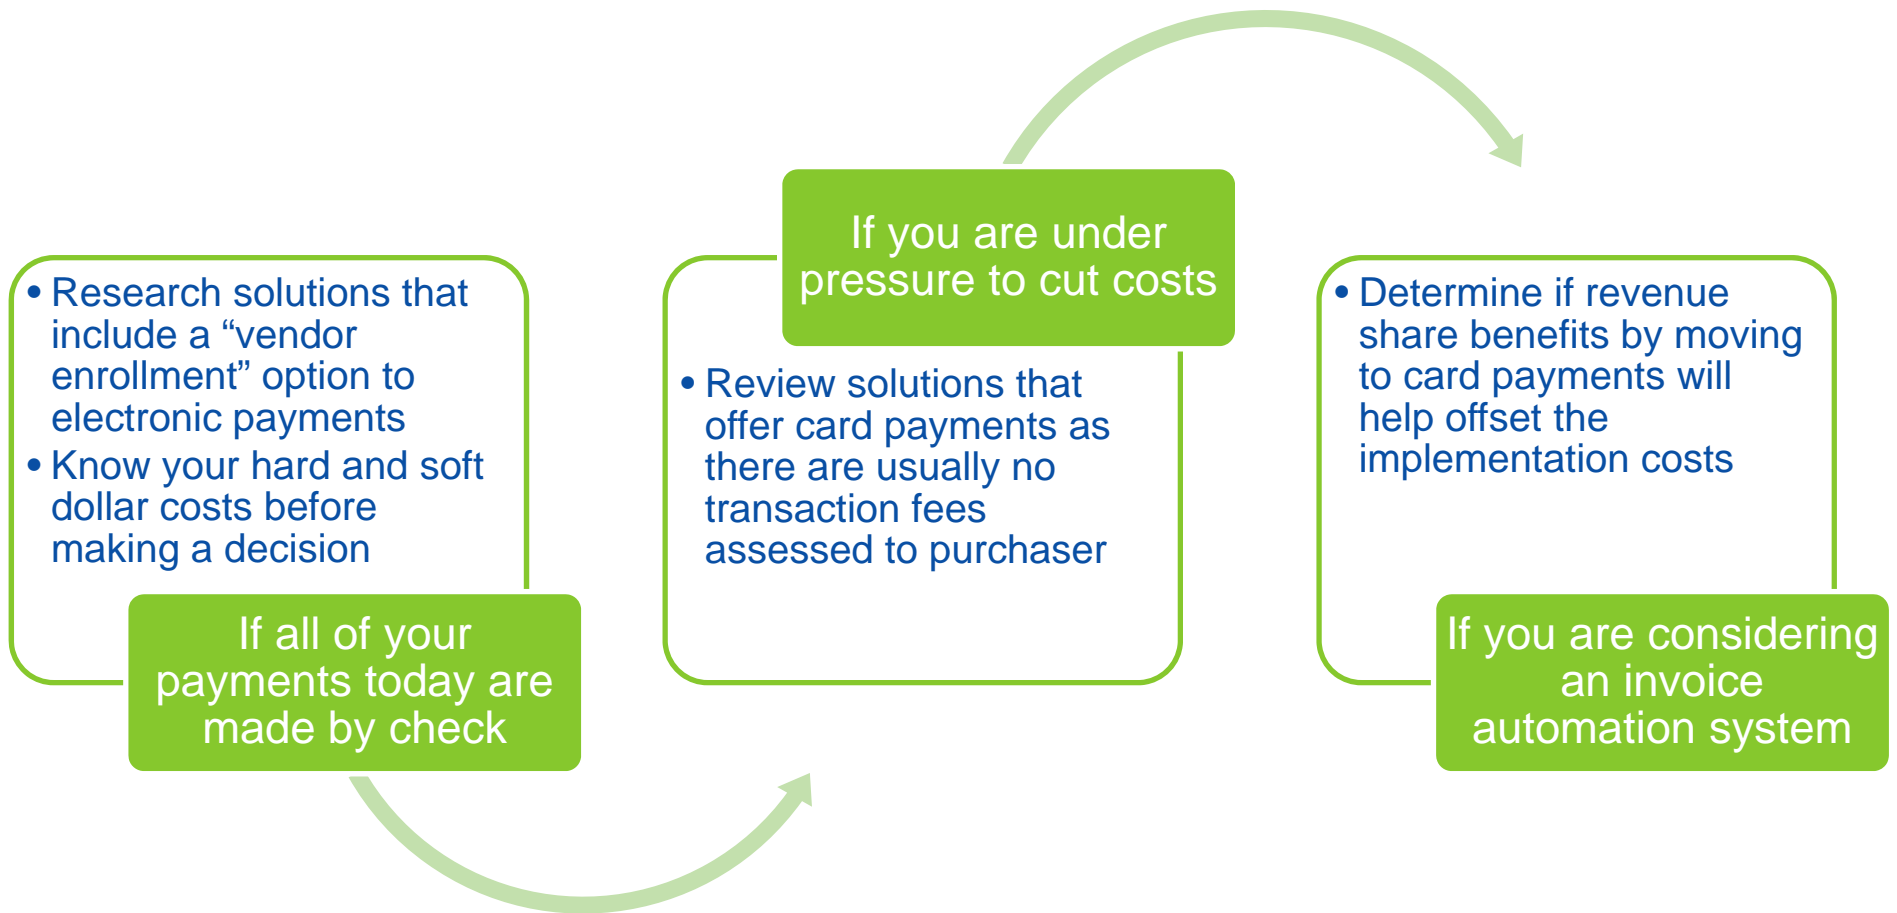 • Research solutions that
include a “vendor
enrollment” option to
electronic payments
• Know your hard and soft
dollar costs before
making a decision
If all of your
payments today are
made by check
If you are under
pressure to cut costs
• Review solutions that
offer card payments as
there are usually no
transaction fees
assessed to purchaser
• Determine if revenue
share benefits by moving
to card payments will
help offset the
implementation costs
If you are considering
an invoice
automation system